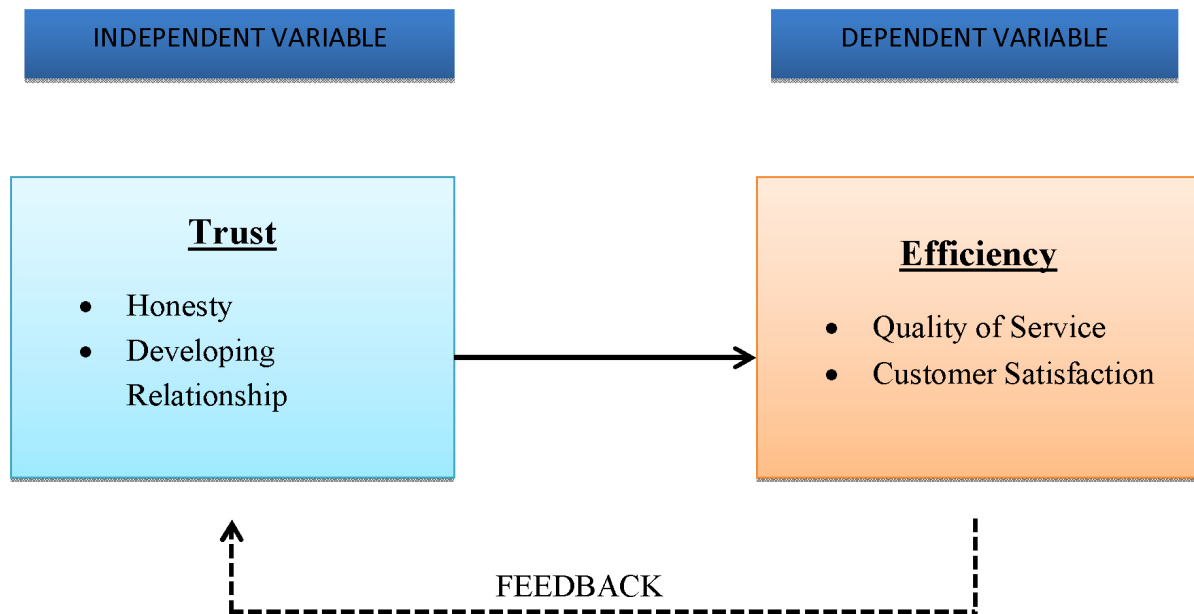 INDEPENDENT VARIABLE
DEPENDENT VARIABLE
Trust
• Honesty
• Developing
Relationship
Efficiency
• Quality of Service
• Customer Satisfaction
FEEDBACK